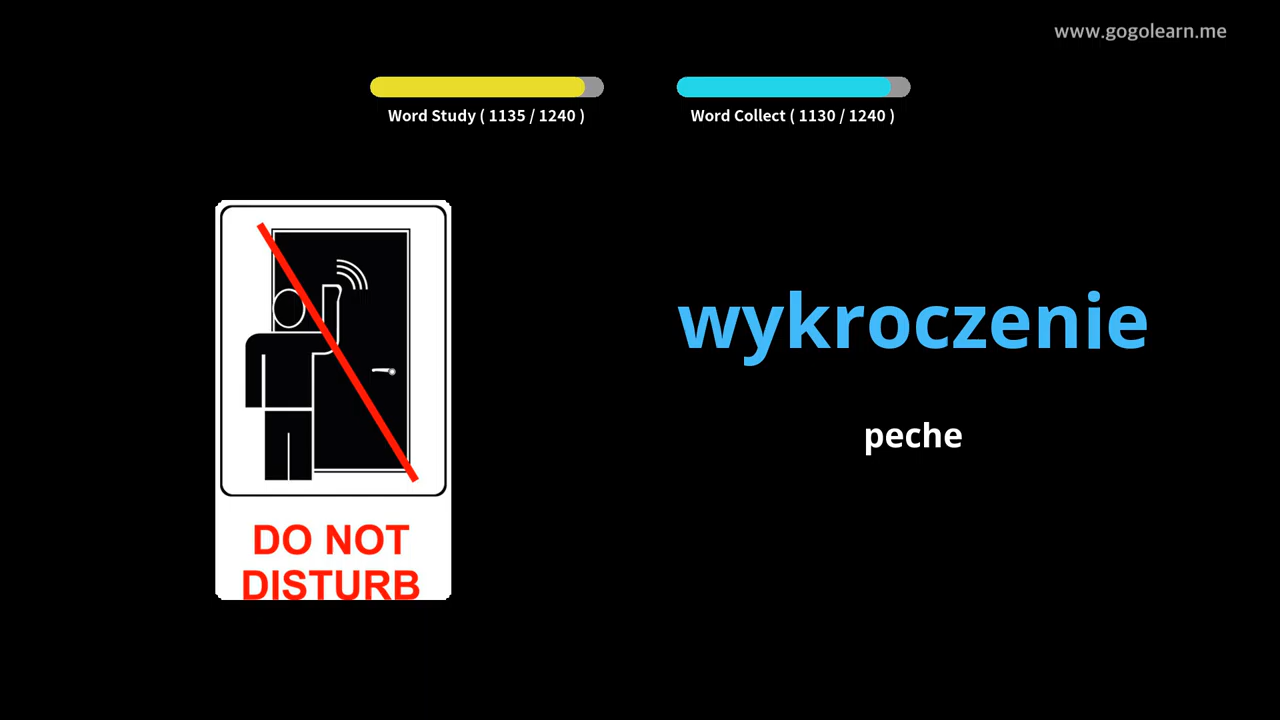 www.gogolearn.me
Word Study ( 1135 / 1240 )
Word Collect ( 1130 / 1240 )
wykroczenie
peche
DO NOT
DISTURB